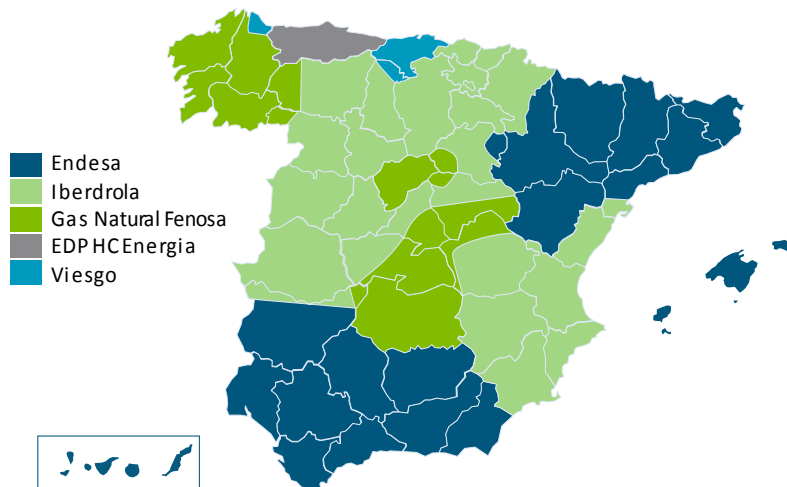 Endesa
Iberdrola
Gas Natural Fenosa
EDP HC Energia
Viesgo